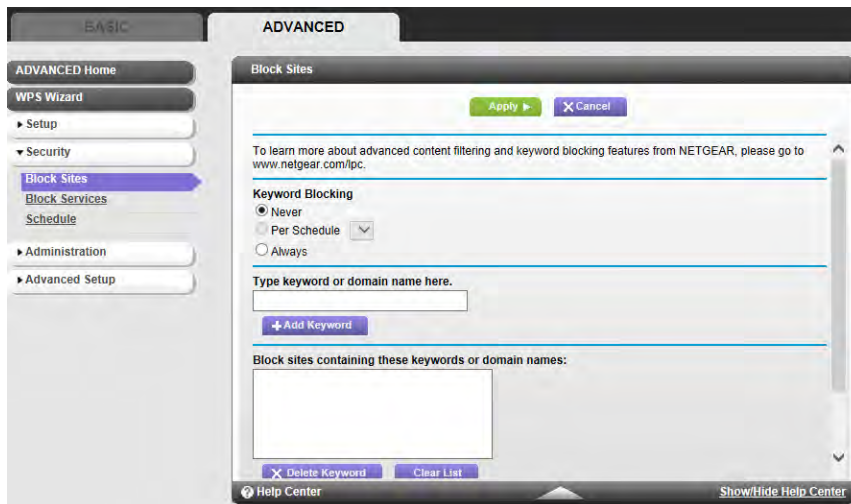 BASIC
ADVANCED
ADVANCED Home
WPS Wizard
Setup
Security
Block Sites
Block Services
Schedule
Administration
Advanced Setup
Block Sites
Apply
Cancel
To learn more about advanced content filtering and keyword blocking features from NETGEAR, please go to
www.netgear.com/lpc.
Keyword Blocking
Never
Per Schedule
Always
Type keyword or domain name here.
Add Keyword
Block sites containing these keywords or domain names:
Delete Keyword
Clear List
Help Center
Show/Hide Help Center